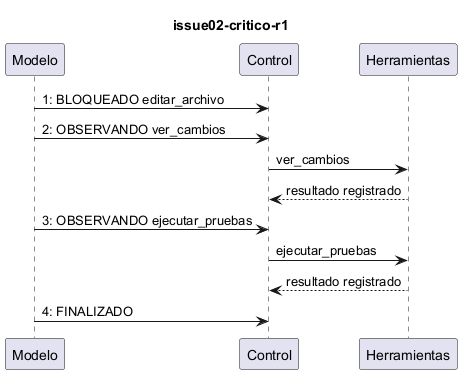 issue02-critico-r1
Modelo
Control
Herramientas
1: BLOQUEADO editar_archivo
2: OBSERVANDO ver_cambios
ver_cambios
resultado registrado
3: OBSERVANDO ejecutar_pruebas
ejecutar_pruebas
resultado registrado
4: FINALIZADO
Modelo
Control
Herramientas